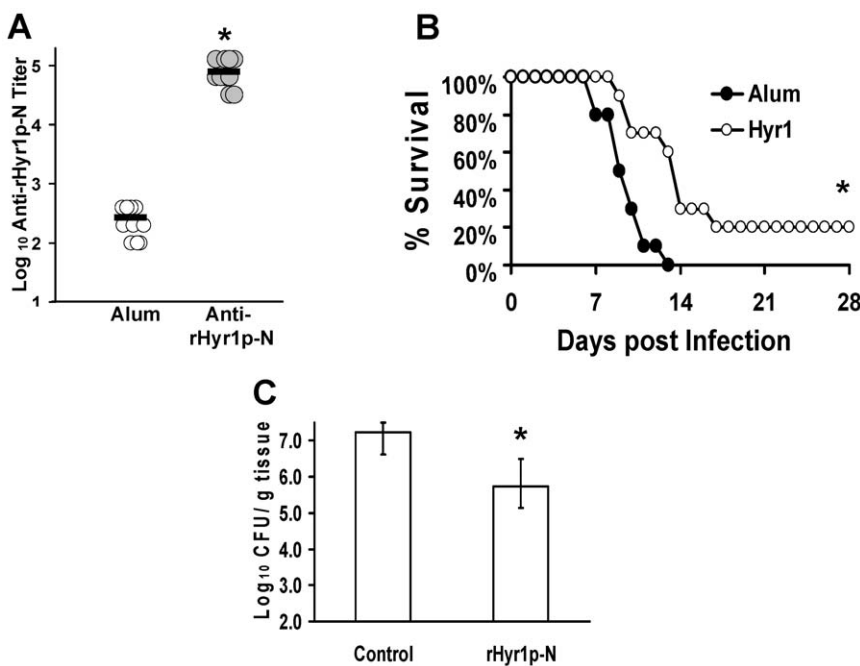 A
*
Log 10 Anti-rHyr1p-N Titer
5
4
3
2
1
Alum
Anti-
rHyr1p-N
B
% Survival
100%
80%
60%
40%
20%
0%
Alum
Hyr1
*
0 7 14 21 28
Days post Infection
C
Log10 CFU/ g tissue
7.0
6.0
5.0
4.0
3.0
2.0
*
Control
rHyr1p-N